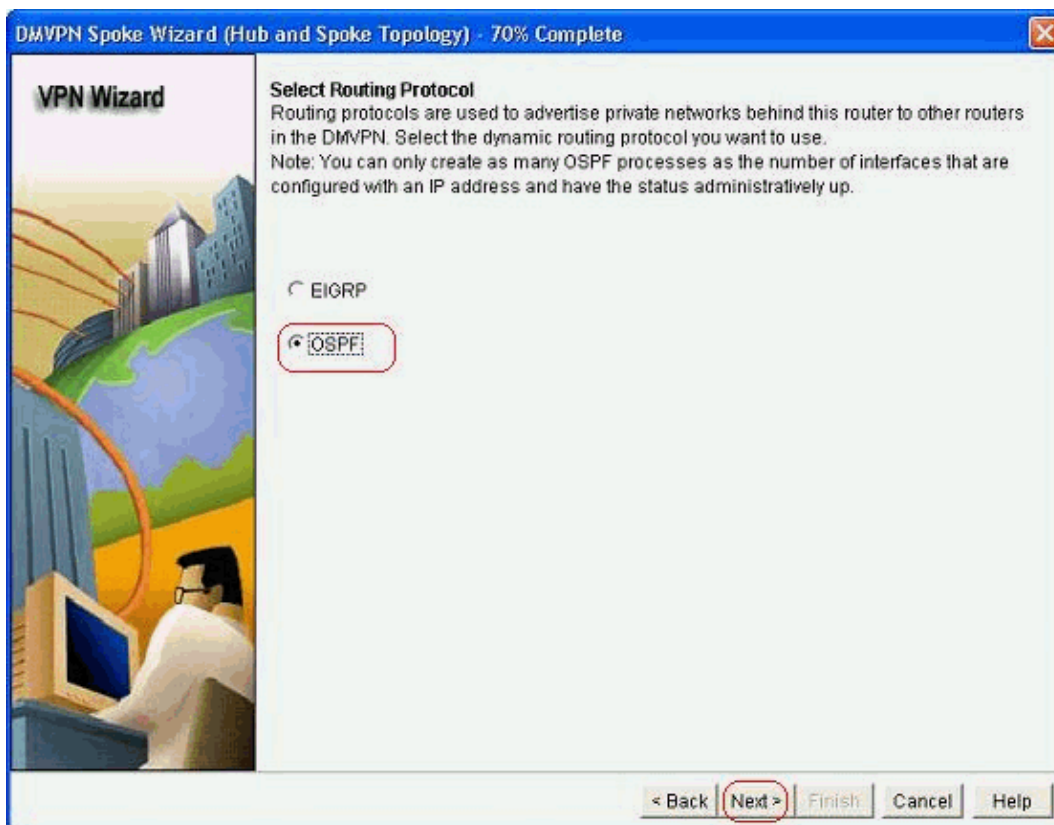 DMVPN Spoke Wizard (Hub and Spoke Topology) - 70% Complete
VPN Wizard
Select Routing Protocol
Routing protocols are used to advertise private networks behind this router to other routers
in the DMVPN. Select the dynamic routing protocol you want to use.
Note: You can only create as many OSPF processes as the number of interfaces that are
configured with an IP address and have the status administratively up.
EIGRP
OSPF
< Back Next > Finish Cancel Help